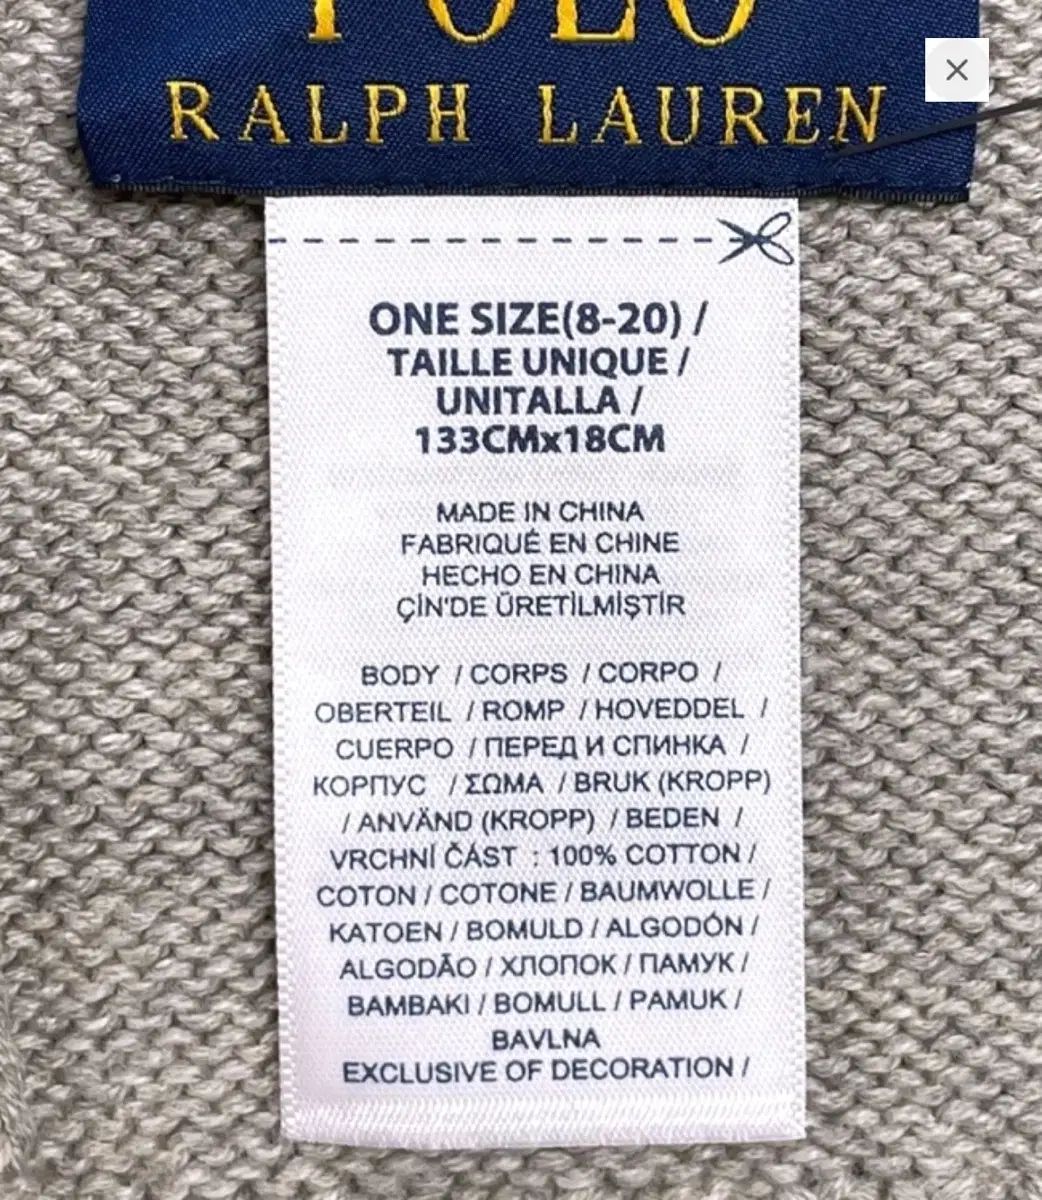 POLO
RALPH LAUREN
ONE SIZE(8-20) /
TAILLE UNIQUE /
UNITALLA /
133CMx18CM
MADE IN CHINA
FABRIQUÉ EN CHINE
HECHO EN CHINA
ÇİN'DE ÜRETİLMİŞTİR
BODY / CORPS / CORPO /
OBERTEIL / ROMP / HOVEDDEL /
CUERPO / ПЕРЕД И СПИНКА /
КОРПУС / ΣΩΜΑ / BRUK (KROPP)
/ ANVÄND (KROPP) / BEDEN /
VRCHNÍ ČÁST : 100% COTTON /
COTON / COTONE / BAUMWOLLE /
KATOEN / BOMULD / ALGODÓN /
ALGODÃO / ХЛОПОК / ПАМУК /
BAMBAKI / BOMULL / PAMUK /
BAVLNA
EXCLUSIVE OF DECORATION /